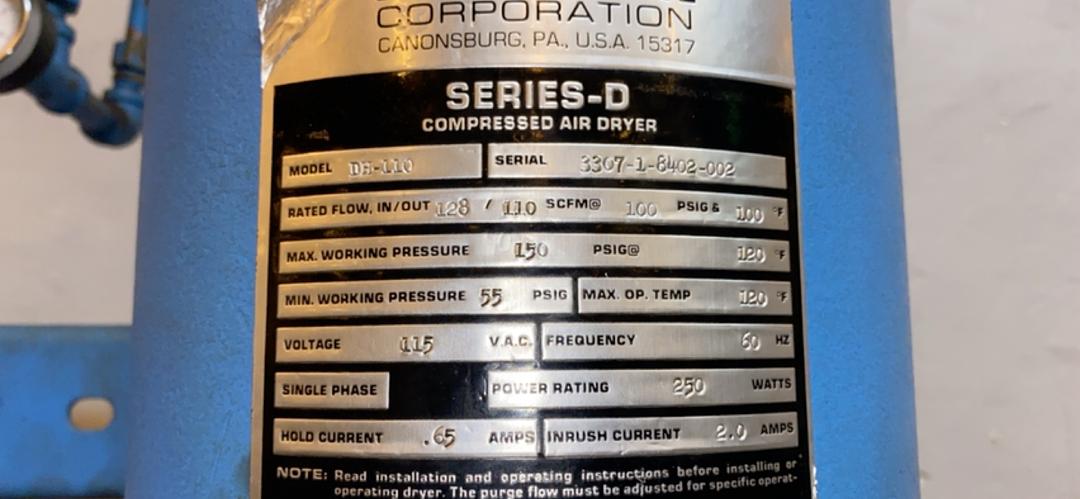 CORPORATION
CANONSBURG, PA., U.S.A. 15317
SERIES-D
COMPRESSED AIR DRYER
MODEL DH-110 SERIAL 3307-1-8402-002
RATED FLOW, IN/OUT 128 / 110 SCFM@ 100 PSIG & 100 °F
MAX. WORKING PRESSURE 150 PSIG@ 120 °F
MIN. WORKING PRESSURE 55 PSIG MAX. OP. TEMP 120 °F
VOLTAGE 115 V.A.C. FREQUENCY 60 HZ
SINGLE PHASE POWER RATING 250 WATTS
HOLD CURRENT .65 AMPS INRUSH CURRENT 2.0 AMPS
NOTE: Read installation and operating instructions before installing or
operating dryer. The purge flow must be adjusted for specific operat-